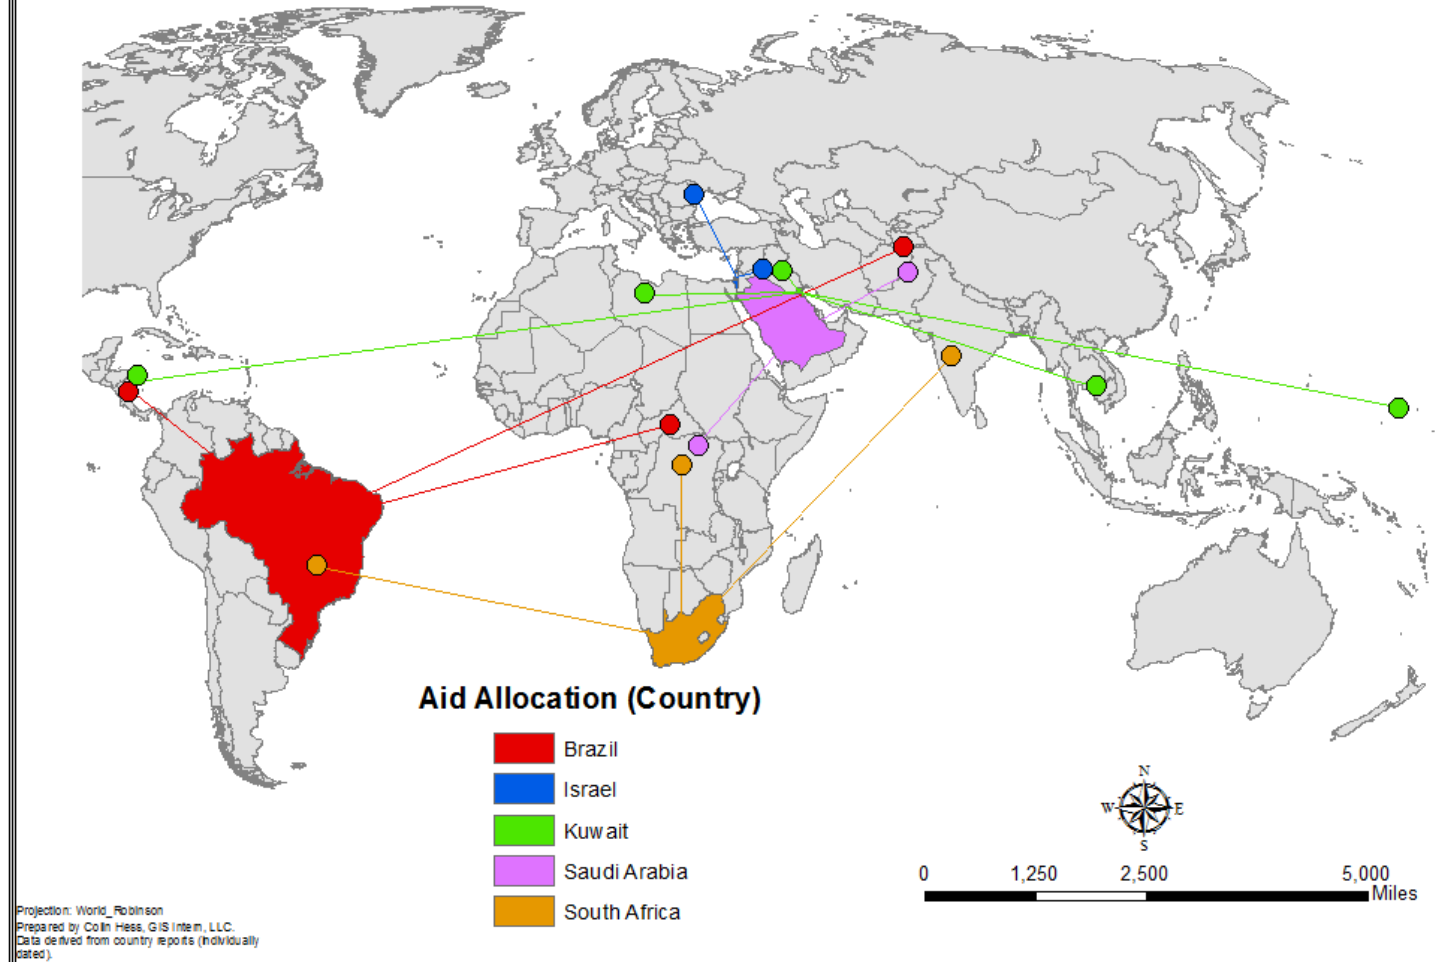 Aid Allocation (Country)
Brazil
Israel
Kuwait
Saudi Arabia
South Africa
N
W
E
S
0 1,250 2,500 5,000
Miles
Projection: World_Robinson
Prepared by Colin Hess, GIS Intern, LLC.
Data derived from country reports (individually
dated).